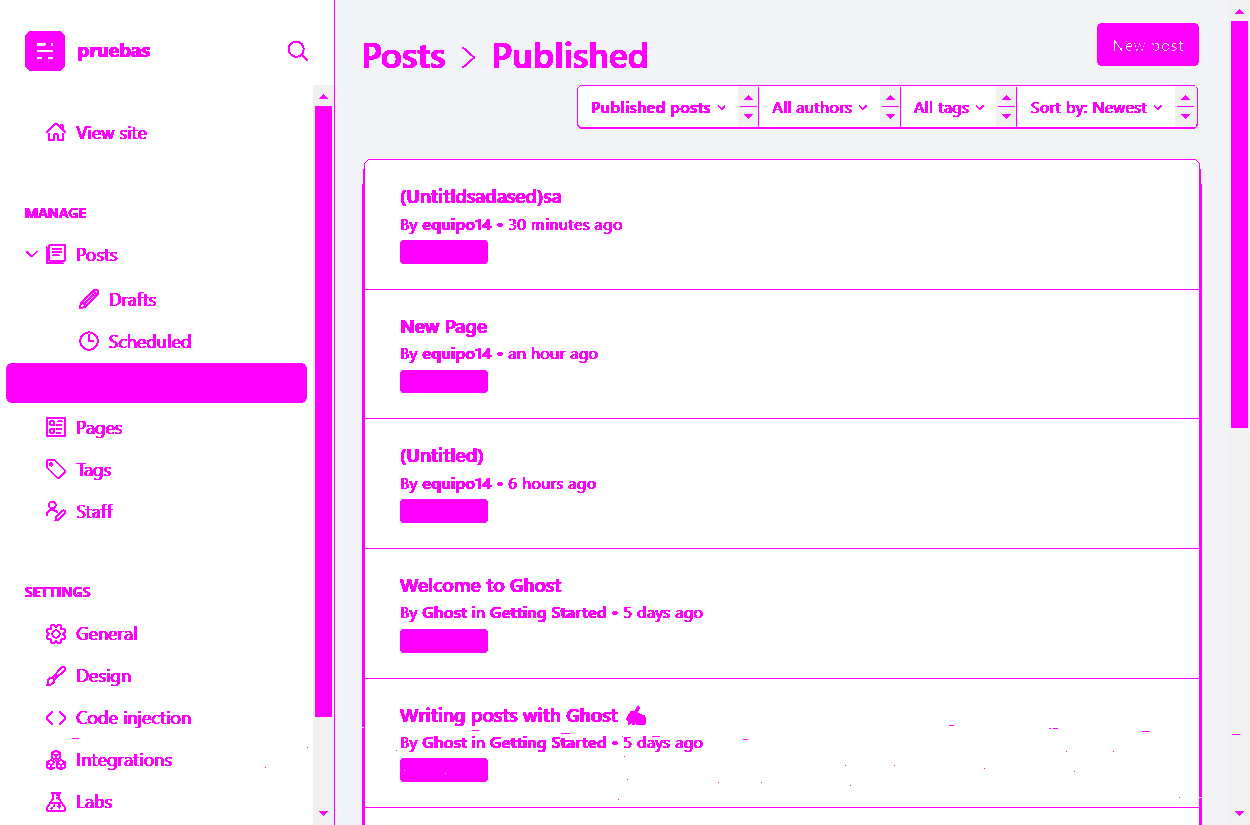 pruebas
View site
MANAGE
Posts
Drafts
Scheduled
Pages
Tags
Staff
SETTINGS
General
Design
Code injection
Integrations
Labs
Posts > Published
New post
Published posts
All authors
All tags
Sort by: Newest
(Untitldsadased)sa
By equipo14 • 30 minutes ago
New Page
By equipo14 • an hour ago
(Untitled)
By equipo14 • 6 hours ago
Welcome to Ghost
By Ghost in Getting Started • 5 days ago
Writing posts with Ghost ✍
By Ghost in Getting Started • 5 days ago